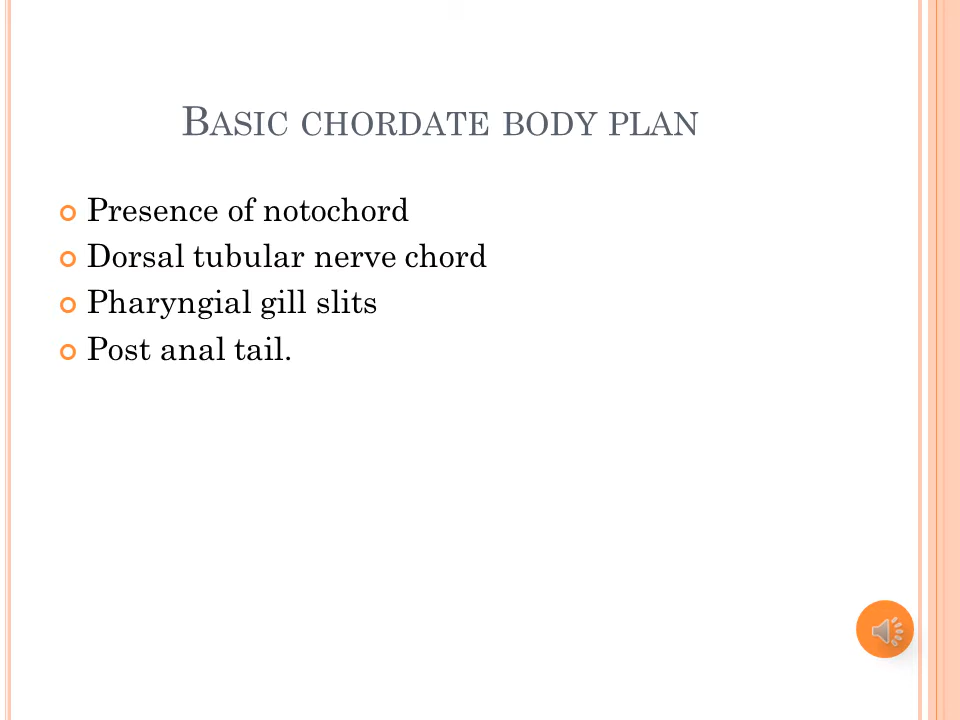 Basic chordate body plan
Presence of notochord
Dorsal tubular nerve chord
Pharyngial gill slits
Post anal tail.